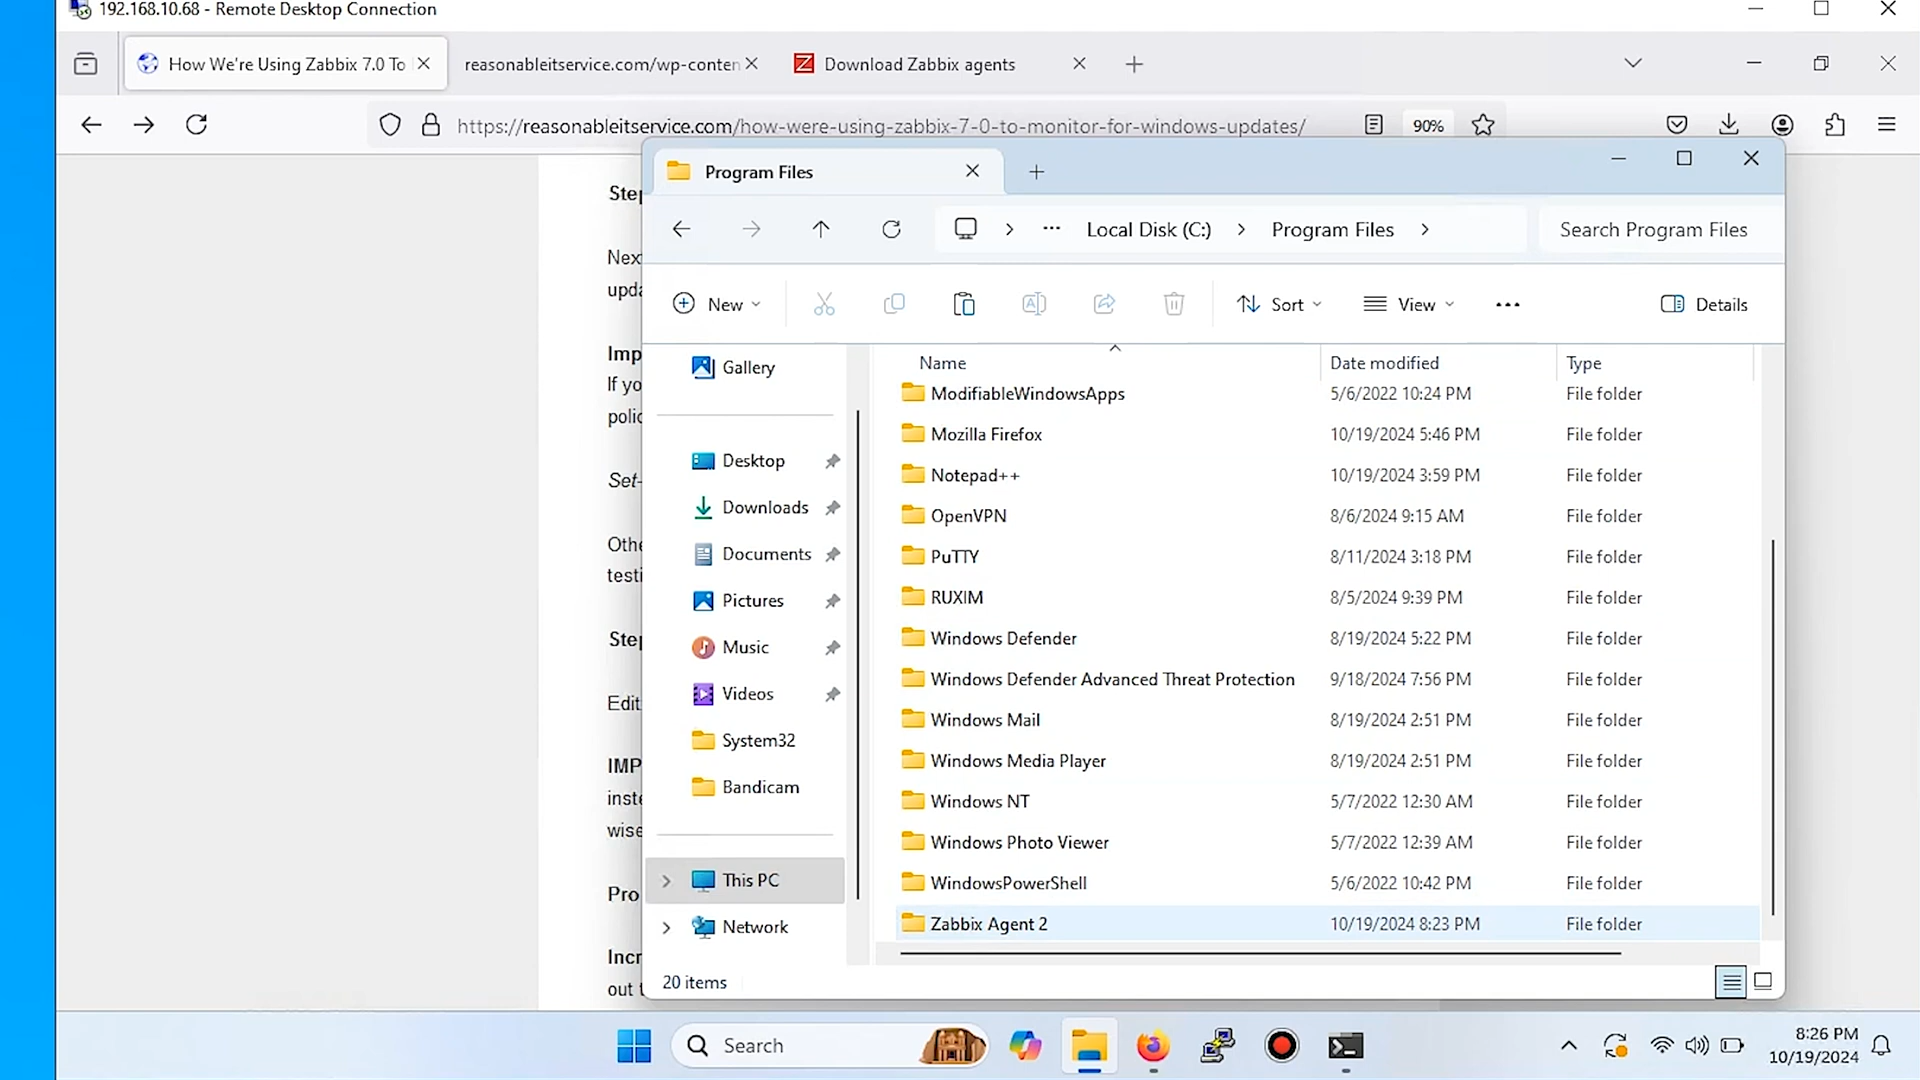 192.168.10.68 - Remote Desktop Connection
How We're Using Zabbix 7.0 To
reasonableitservice.com/wp-conten
Download Zabbix agents
https://reasonableitservice.com/how-were-using-zabbix-7-0-to-monitor-for-windows-updates/
90%
Step
Next
upda
Imp
If yo
polic
Set-
Othe
testi
Step
Edit
IMP
inste
wise
Pro
Incr
out t
Program Files
Local Disk (C:)
Program Files
Search Program Files
New
Sort
View
Details
Gallery
Desktop
Downloads
Documents
Pictures
Music
Videos
System32
Bandicam
This PC
Network
Name Date modified Type
ModifiableWindowsApps 5/6/2022 10:24 PM File folder
Mozilla Firefox 10/19/2024 5:46 PM File folder
Notepad++ 10/19/2024 3:59 PM File folder
OpenVPN 8/6/2024 9:15 AM File folder
PuTTY 8/11/2024 3:18 PM File folder
RUXIM 8/5/2024 9:39 PM File folder
Windows Defender 8/19/2024 5:22 PM File folder
Windows Defender Advanced Threat Protection 9/18/2024 7:56 PM File folder
Windows Mail 8/19/2024 2:51 PM File folder
Windows Media Player 8/19/2024 2:51 PM File folder
Windows NT 5/7/2022 12:30 AM File folder
Windows Photo Viewer 5/7/2022 12:39 AM File folder
WindowsPowerShell 5/6/2022 10:42 PM File folder
Zabbix Agent 2 10/19/2024 8:23 PM File folder
20 items
Search
8:26 PM
10/19/2024